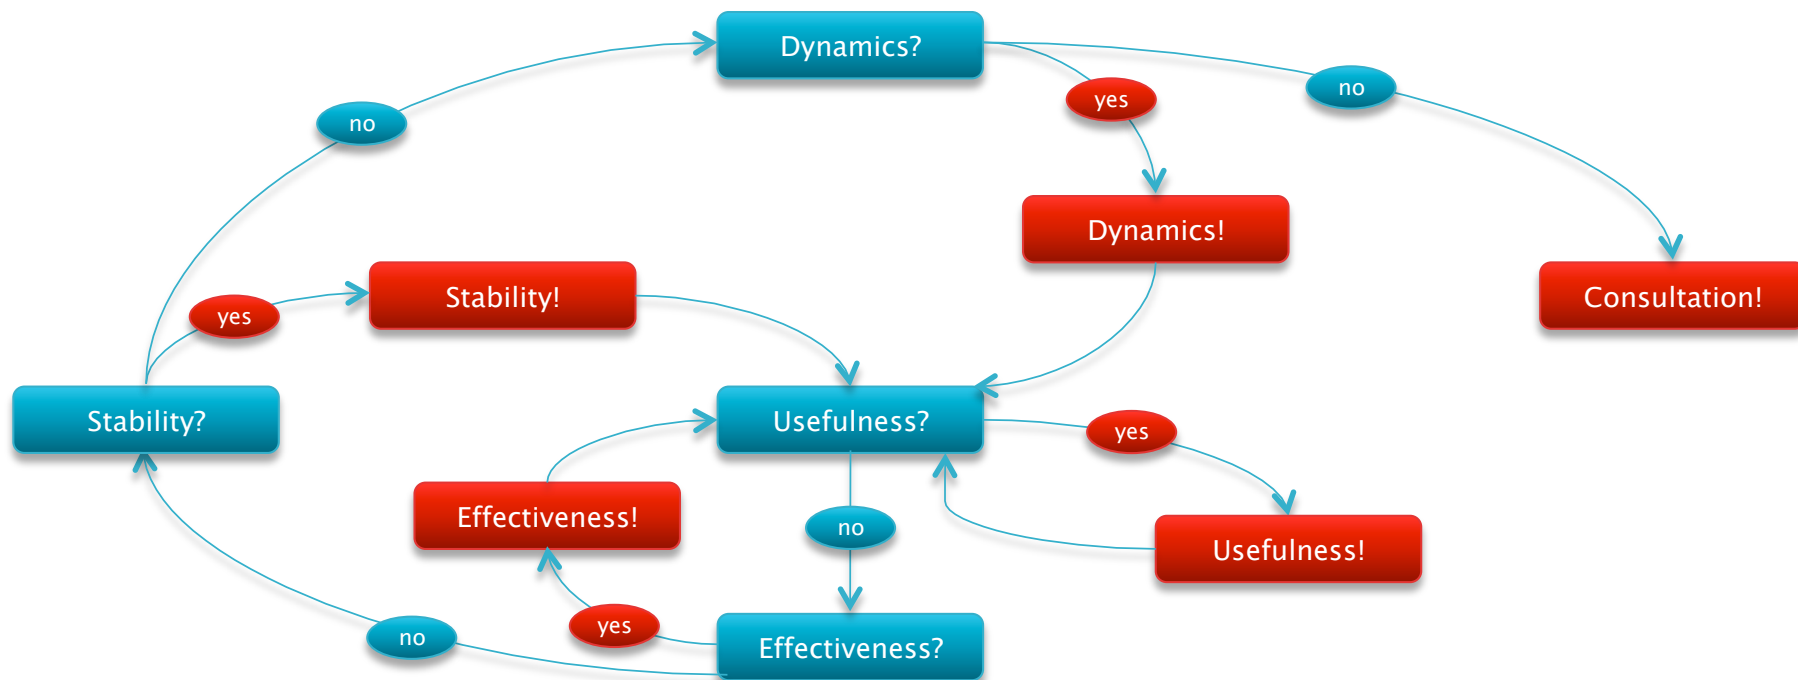 Dynamics?
no
yes
no
Dynamics!
Stability!
Consultation!
yes
Stability?
Usefulness?
yes
Effectiveness!
no
Usefulness!
yes
no
Effectiveness?